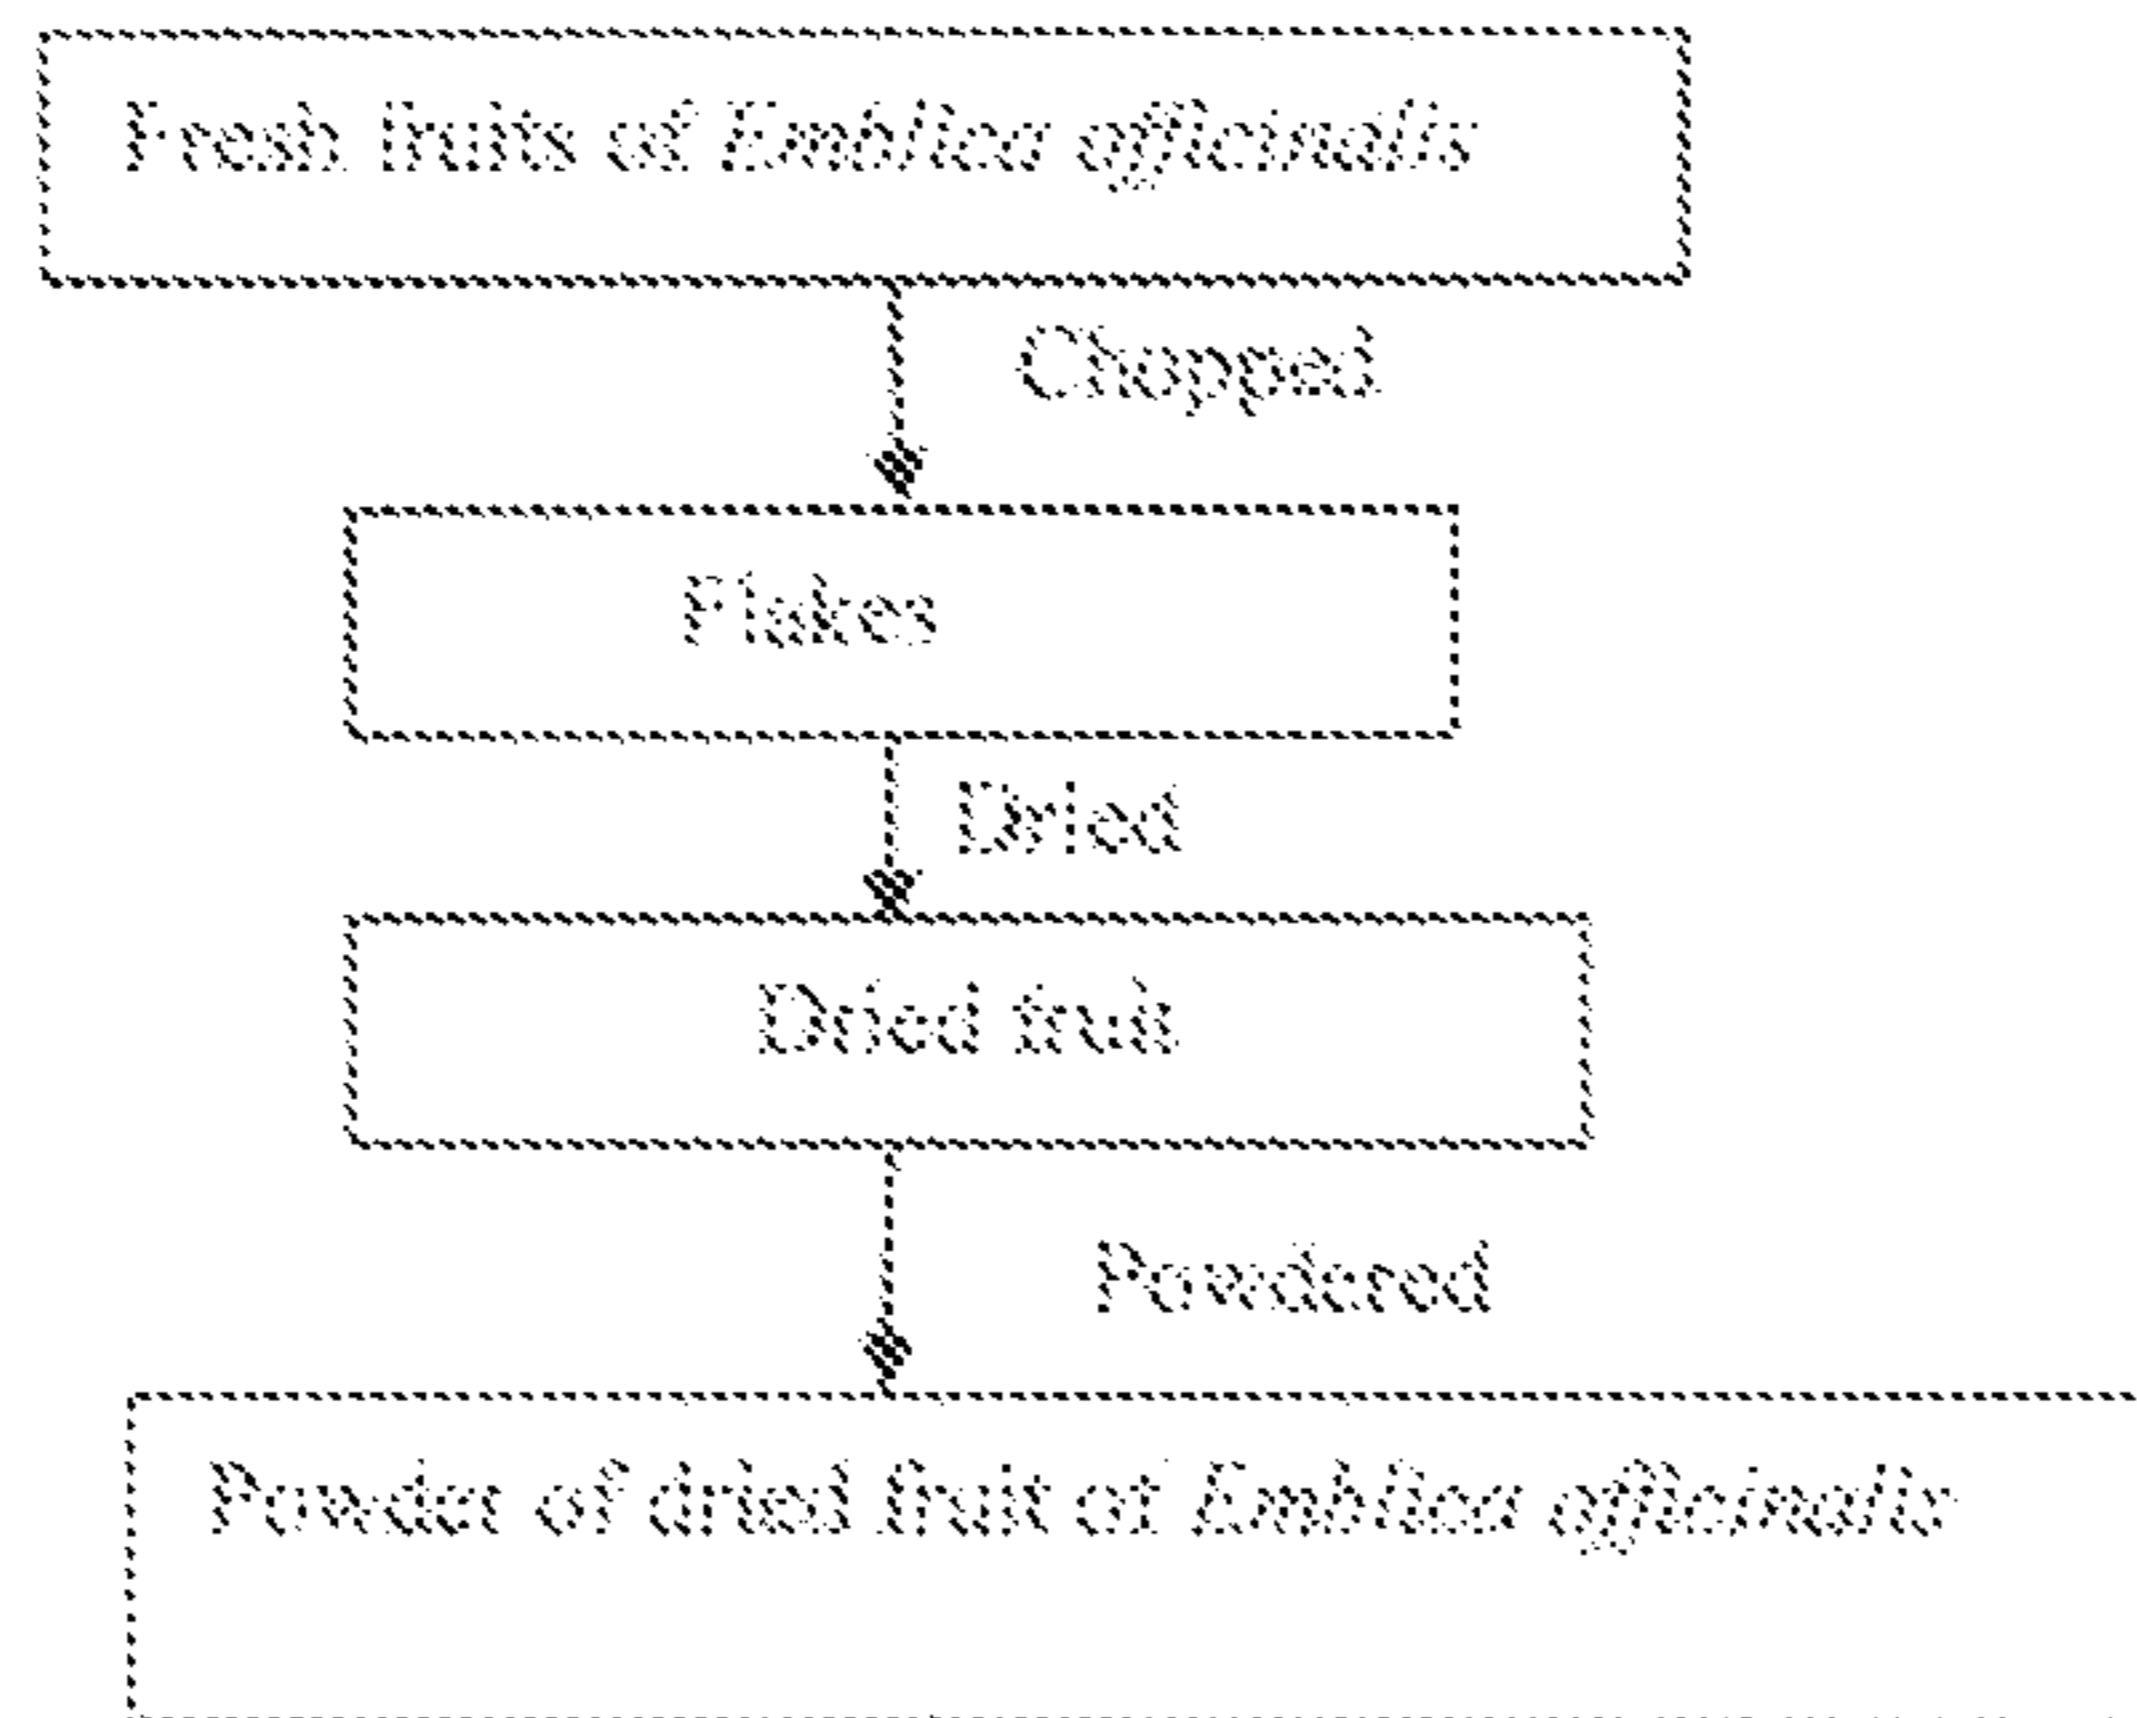 Fresh fruits of Emblica officinalis
Chopped
Flakes
Dried
Dried fruit
Powdered
Powder of dried fruit of Emblica officinalis